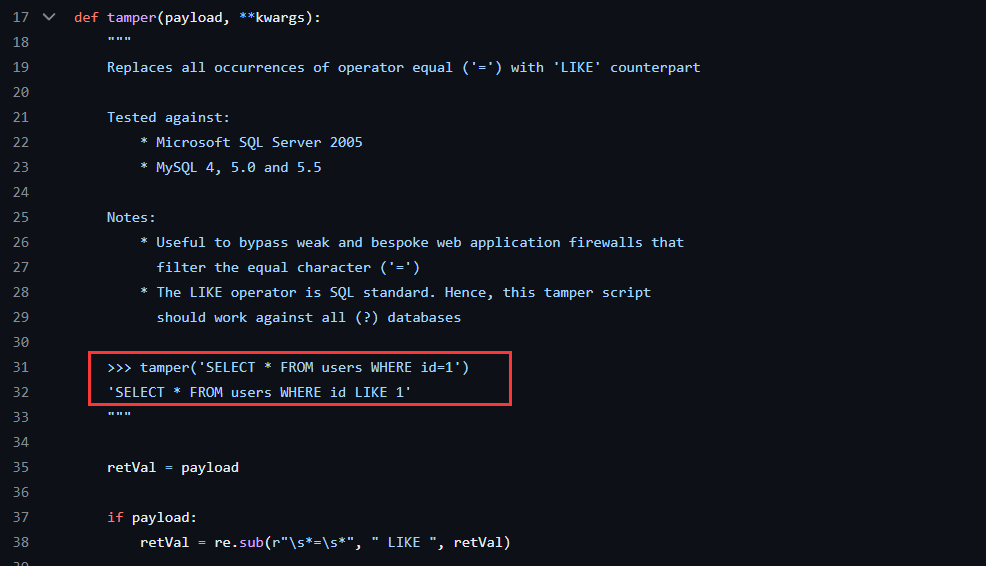 17 def tamper(payload, **kwargs):
18 """
19 Replaces all occurrences of operator equal ('=') with 'LIKE' counterpart
20
21 Tested against:
22 * Microsoft SQL Server 2005
23 * MySQL 4, 5.0 and 5.5
24
25 Notes:
26 * Useful to bypass weak and bespoke web application firewalls that
27 filter the equal character ('=')
28 * The LIKE operator is SQL standard. Hence, this tamper script
29 should work against all (?) databases
30
31 >>> tamper('SELECT * FROM users WHERE id=1')
32 'SELECT * FROM users WHERE id LIKE 1'
33 """
34
35 retVal = payload
36
37 if payload:
38 retVal = re.sub(r"\s*=\s*", " LIKE ", retVal)